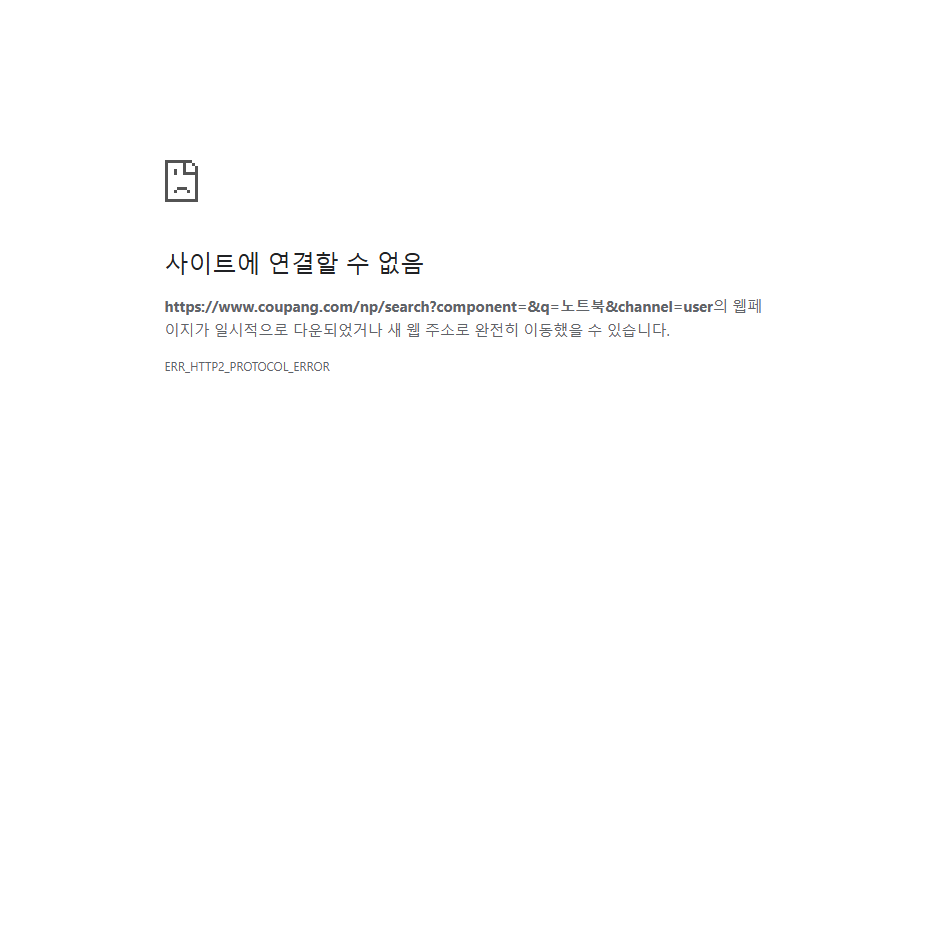 사이트에 연결할 수 없음
https://www.coupang.com/np/search?component=&q=노트북&channel=user의 웹페
이지가 일시적으로 다운되었거나 새 웹 주소로 완전히 이동했을 수 있습니다.
ERR_HTTP2_PROTOCOL_ERROR